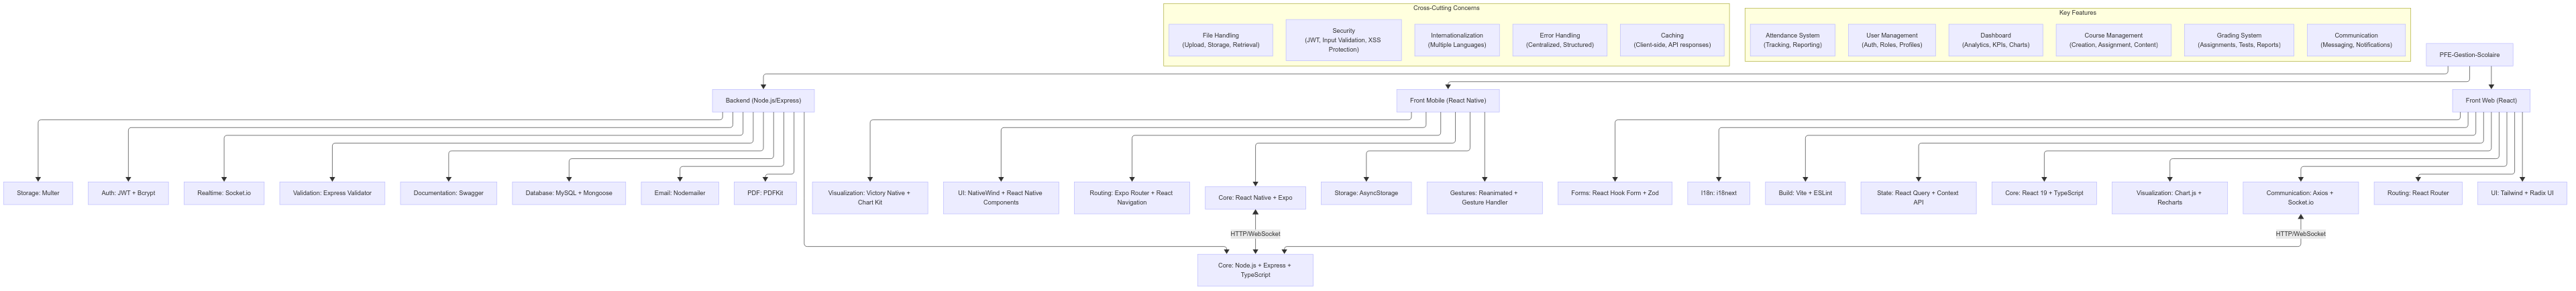 Cross-Cutting Concerns
File Handling
(Upload, Storage, Retrieval)
Security
(JWT, Input Validation, XSS
Protection)
Internationalization
(Multiple Languages)
Error Handling
(Centralized, Structured)
Caching
(Client-side, API responses)
Key Features
Attendance System
(Tracking, Reporting)
User Management
(Auth, Roles, Profiles)
Dashboard
(Analytics, KPIs, Charts)
Course Management
(Creation, Assignment, Content)
Grading System
(Assignments, Tests, Reports)
Communication
(Messaging, Notifications)
PFE-Gestion-Scolaire
Backend (Node.js/Express)
Front Mobile (React Native)
Front Web (React)
Storage: Multer
Auth: JWT + Bcrypt
Realtime: Socket.io
Validation: Express Validator
Documentation: Swagger
Database: MySQL + Mongoose
Email: Nodemailer
PDF: PDFKit
Visualization: Victory Native +
Chart Kit
UI: NativeWind + React Native
Components
Routing: Expo Router + React
Navigation
Core: React Native + Expo
Storage: AsyncStorage
Gestures: Reanimated +
Gesture Handler
Forms: React Hook Form + Zod
I18n: i18next
Build: Vite + ESLint
State: React Query + Context
API
Core: React 19 + TypeScript
Visualization: Chart.js +
Recharts
Communication: Axios +
Socket.io
Routing: React Router
UI: Tailwind + Radix UI
HTTP/WebSocket
HTTP/WebSocket
Core: Node.js + Express +
TypeScript